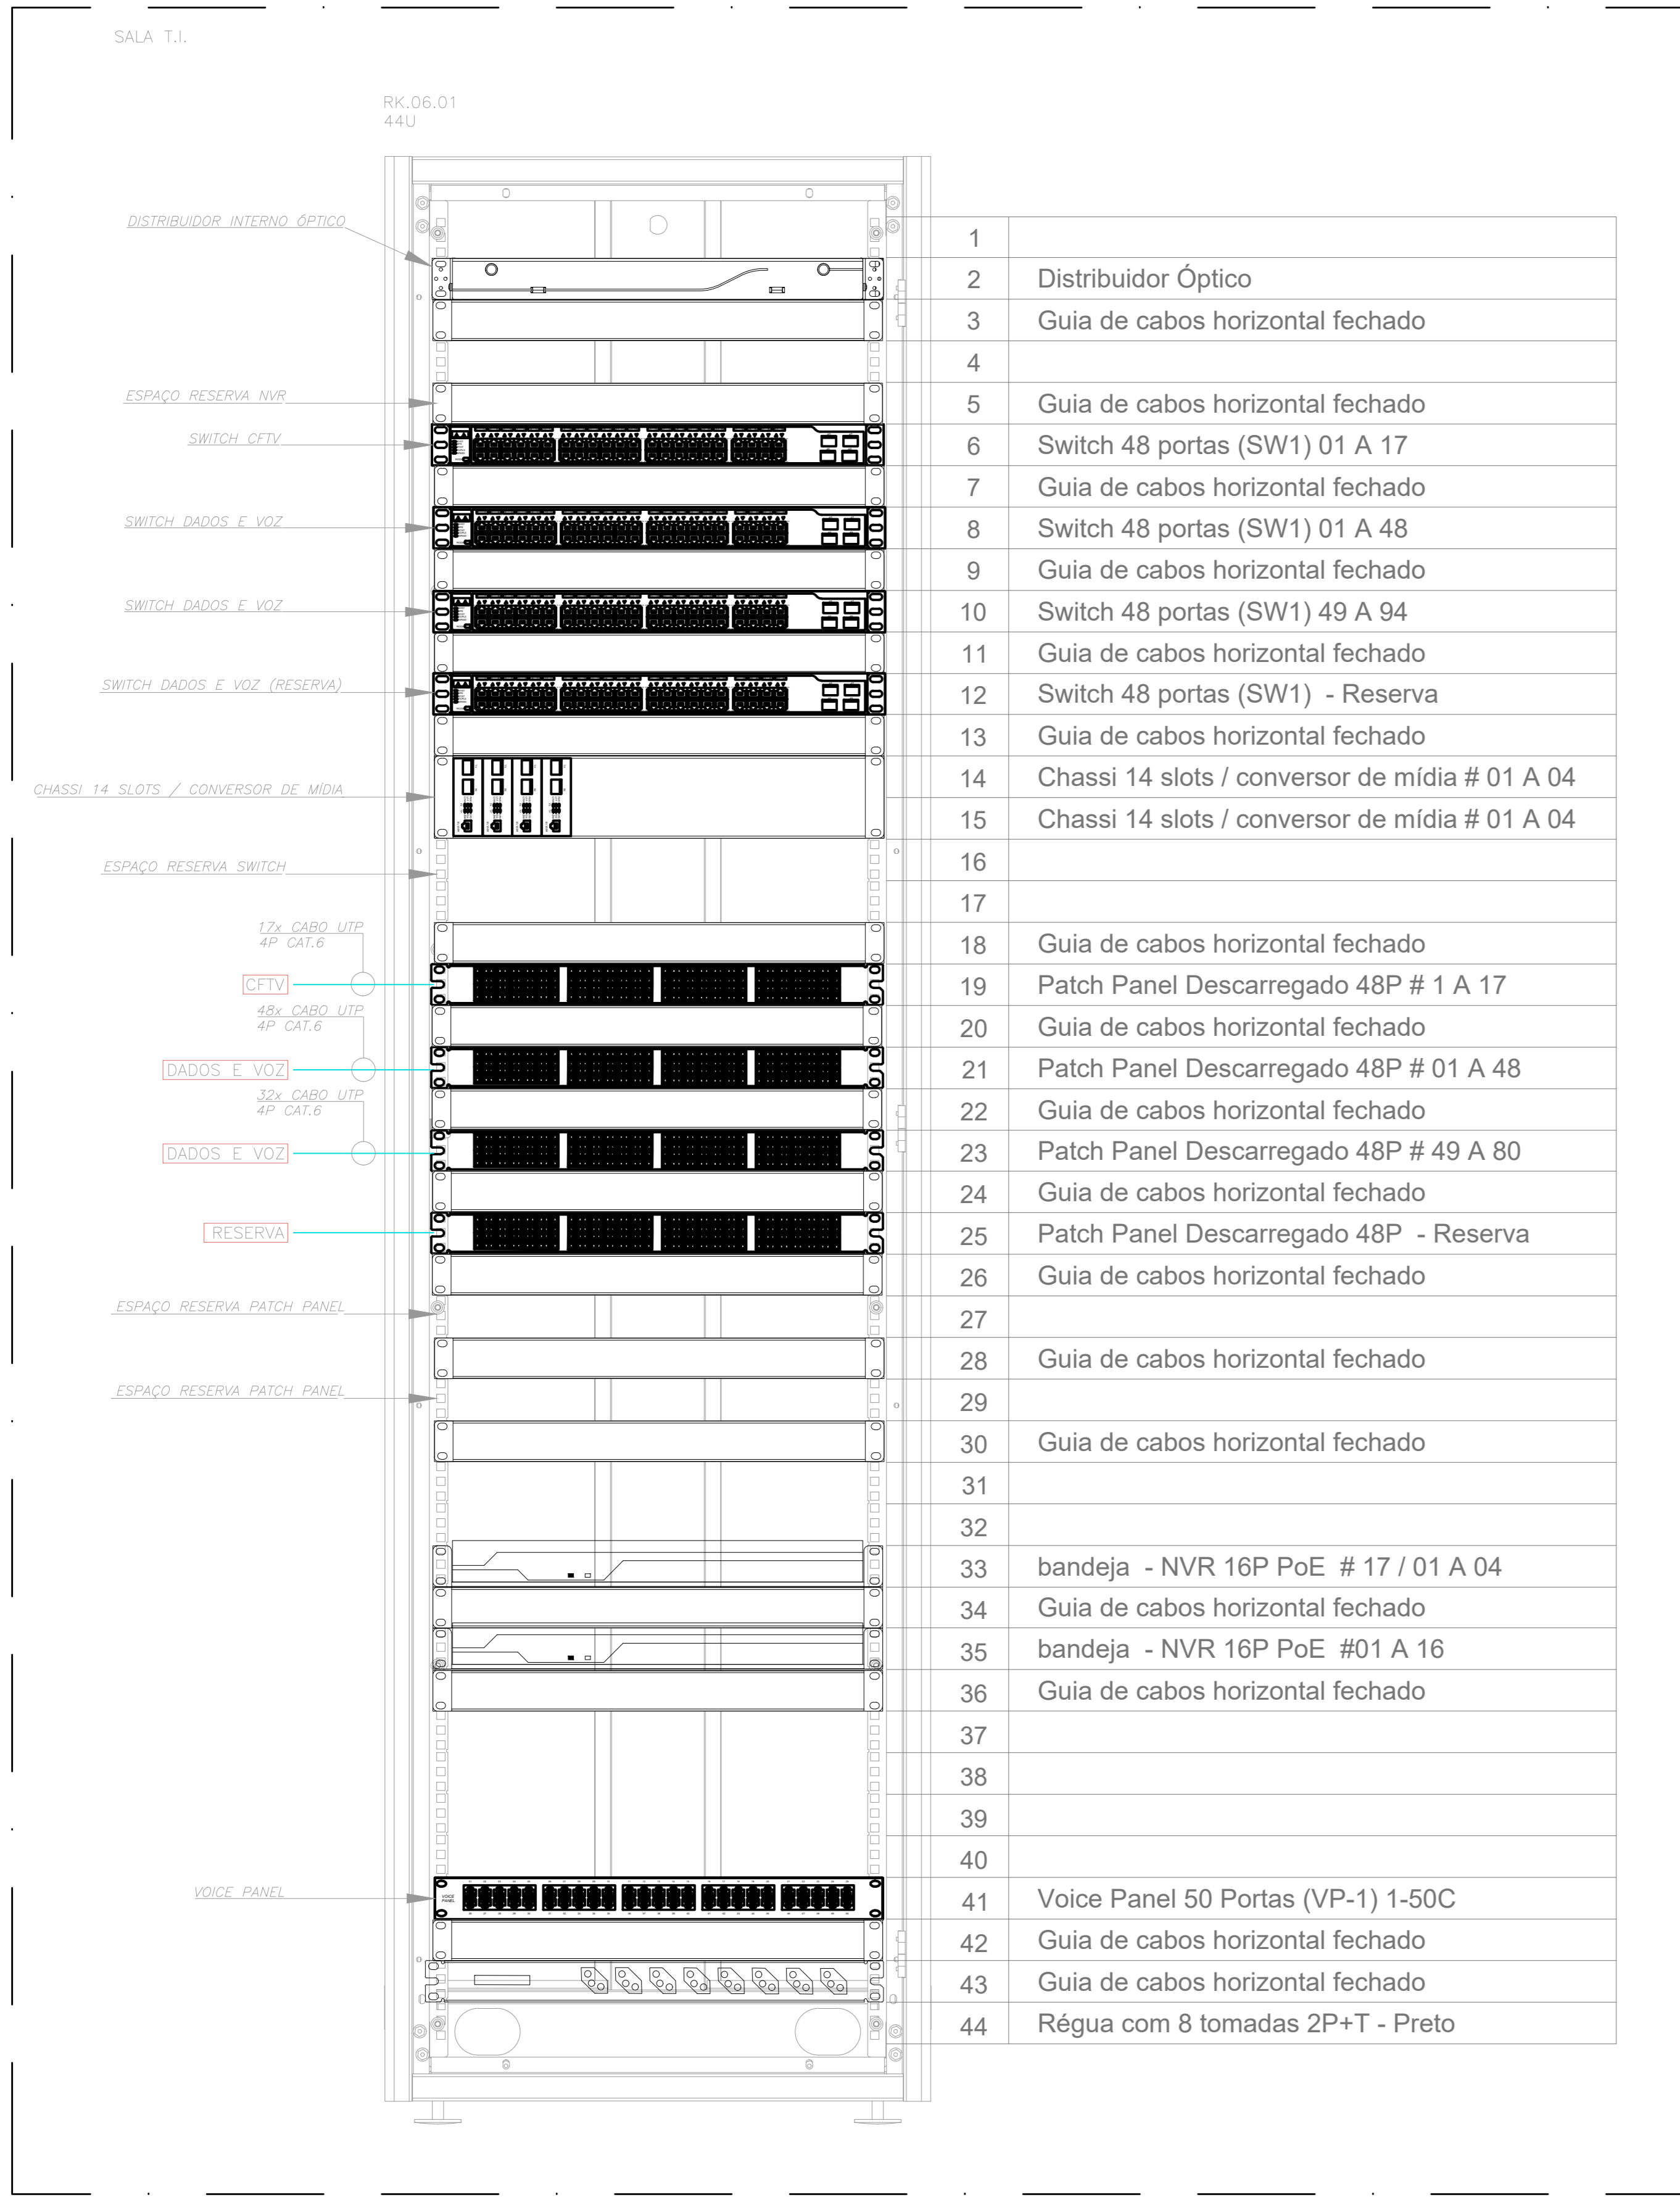 SALA T.I.
RK.06.01
44U
DISTRIBUIDOR INTERNO ÓPTICO
ESPAÇO RESERVA NVR
SWITCH CFTV
SWITCH DADOS E VOZ
SWITCH DADOS E VOZ
SWITCH DADOS E VOZ (RESERVA)
CHASSI 14 SLOTS / CONVERSOR DE MÍDIA
ESPAÇO RESERVA SWITCH
17x CABO UTP
4P CAT.6
CFTV
48x CABO UTP
4P CAT.6
DADOS E VOZ
32x CABO UTP
4P CAT.6
DADOS E VOZ
RESERVA
ESPAÇO RESERVA PATCH PANEL
ESPAÇO RESERVA PATCH PANEL
VOICE PANEL
VOICE
PANEL
1
2 Distribuidor Óptico
3 Guia de cabos horizontal fechado
4
5 Guia de cabos horizontal fechado
6 Switch 48 portas (SW1) 01 A 17
7 Guia de cabos horizontal fechado
8 Switch 48 portas (SW1) 01 A 48
9 Guia de cabos horizontal fechado
10 Switch 48 portas (SW1) 49 A 94
11 Guia de cabos horizontal fechado
12 Switch 48 portas (SW1) - Reserva
13 Guia de cabos horizontal fechado
14 Chassi 14 slots / conversor de mídia # 01 A 04
15 Chassi 14 slots / conversor de mídia # 01 A 04
16
17
18 Guia de cabos horizontal fechado
19 Patch Panel Descarregado 48P # 1 A 17
20 Guia de cabos horizontal fechado
21 Patch Panel Descarregado 48P # 01 A 48
22 Guia de cabos horizontal fechado
23 Patch Panel Descarregado 48P # 49 A 80
24 Guia de cabos horizontal fechado
25 Patch Panel Descarregado 48P - Reserva
26 Guia de cabos horizontal fechado
27
28 Guia de cabos horizontal fechado
29
30 Guia de cabos horizontal fechado
31
32
33 bandeja - NVR 16P PoE # 17 / 01 A 04
34 Guia de cabos horizontal fechado
35 bandeja - NVR 16P PoE #01 A 16
36 Guia de cabos horizontal fechado
37
38
39
40
41 Voice Panel 50 Portas (VP-1) 1-50C
42 Guia de cabos horizontal fechado
43 Guia de cabos horizontal fechado
44 Régua com 8 tomadas 2P+T - Preto